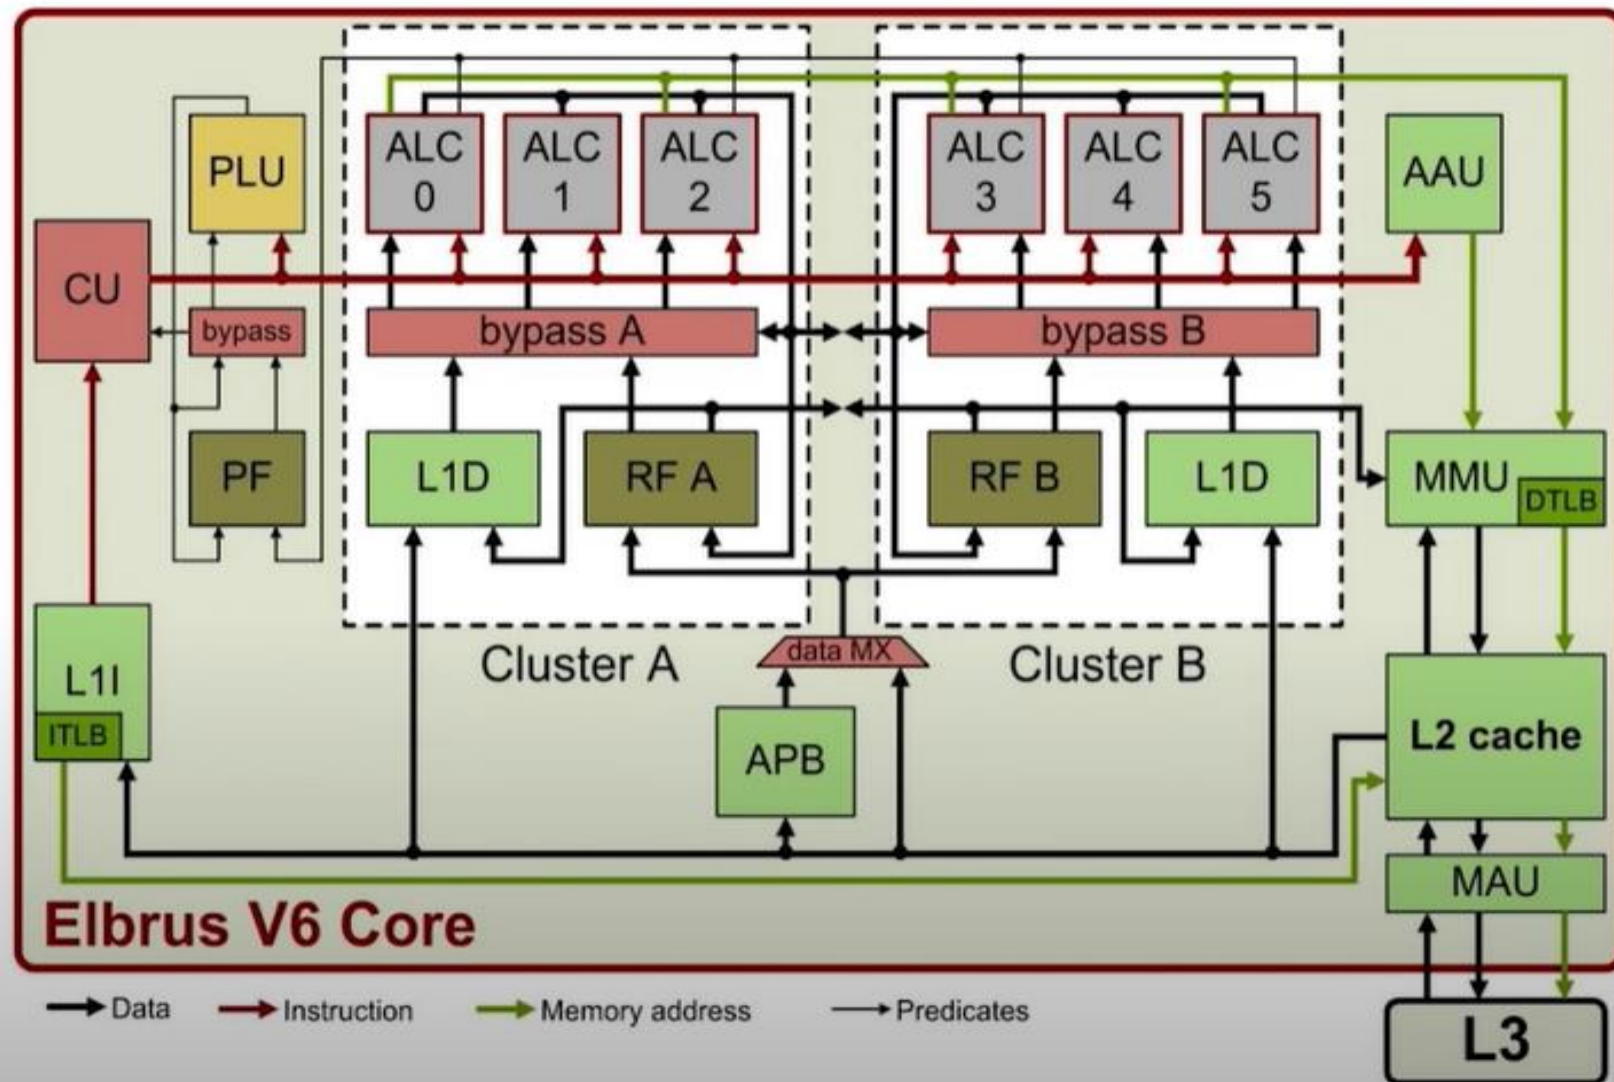 ALC
0
ALC
1
ALC
2
ALC
3
ALC
4
ALC
5
PLU
AAU
CU
bypass
bypass A
bypass B
PF
L1D
RF A
RF B
L1D
MMU
DTLB
L1I
ITLB
Cluster A
data MX
Cluster B
APB
L2 cache
MAU
Elbrus V6 Core
Data
Instruction
Memory address
Predicates
L3